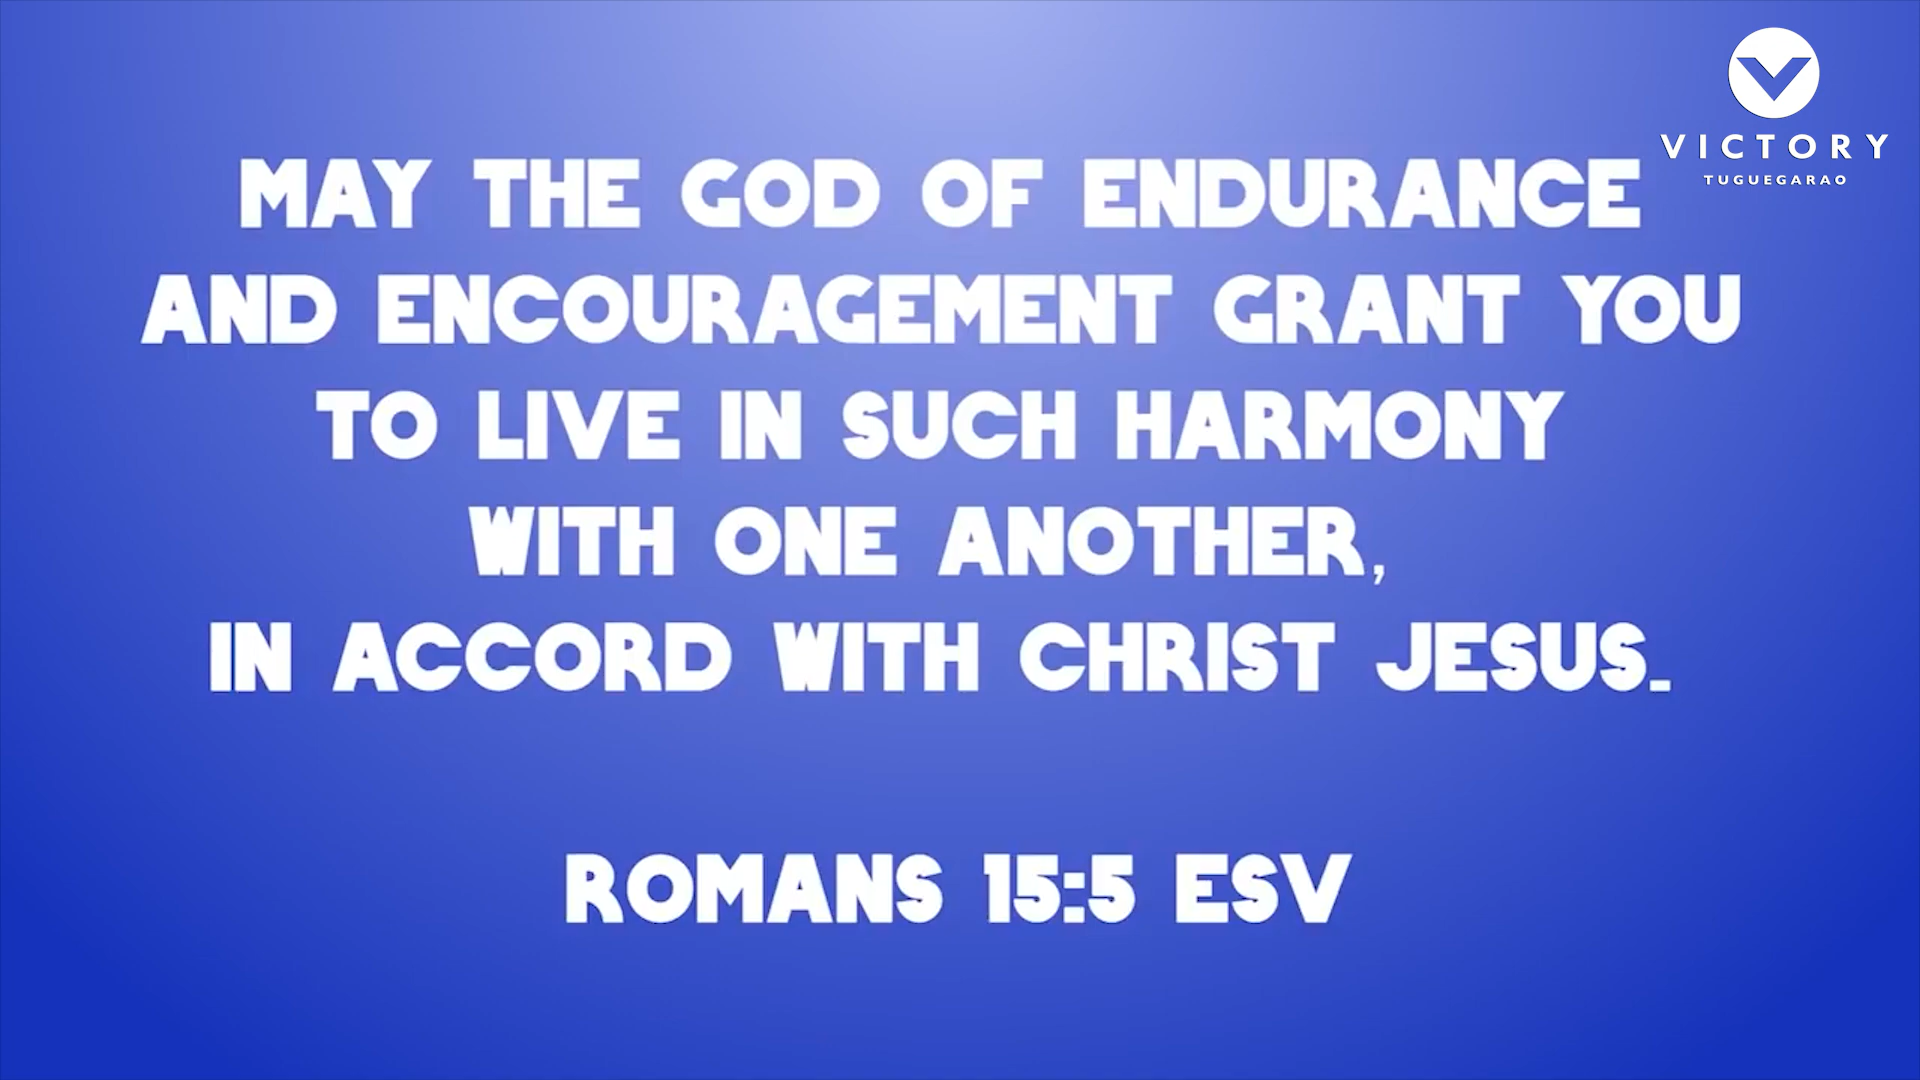 VICTORY
TUGUEGARAO
MAY THE GOD OF ENDURANCE
AND ENCOURAGEMENT GRANT YOU
TO LIVE IN SUCH HARMONY
WITH ONE ANOTHER,
IN ACCORD WITH CHRIST JESUS.
ROMANS 15:5 ESV